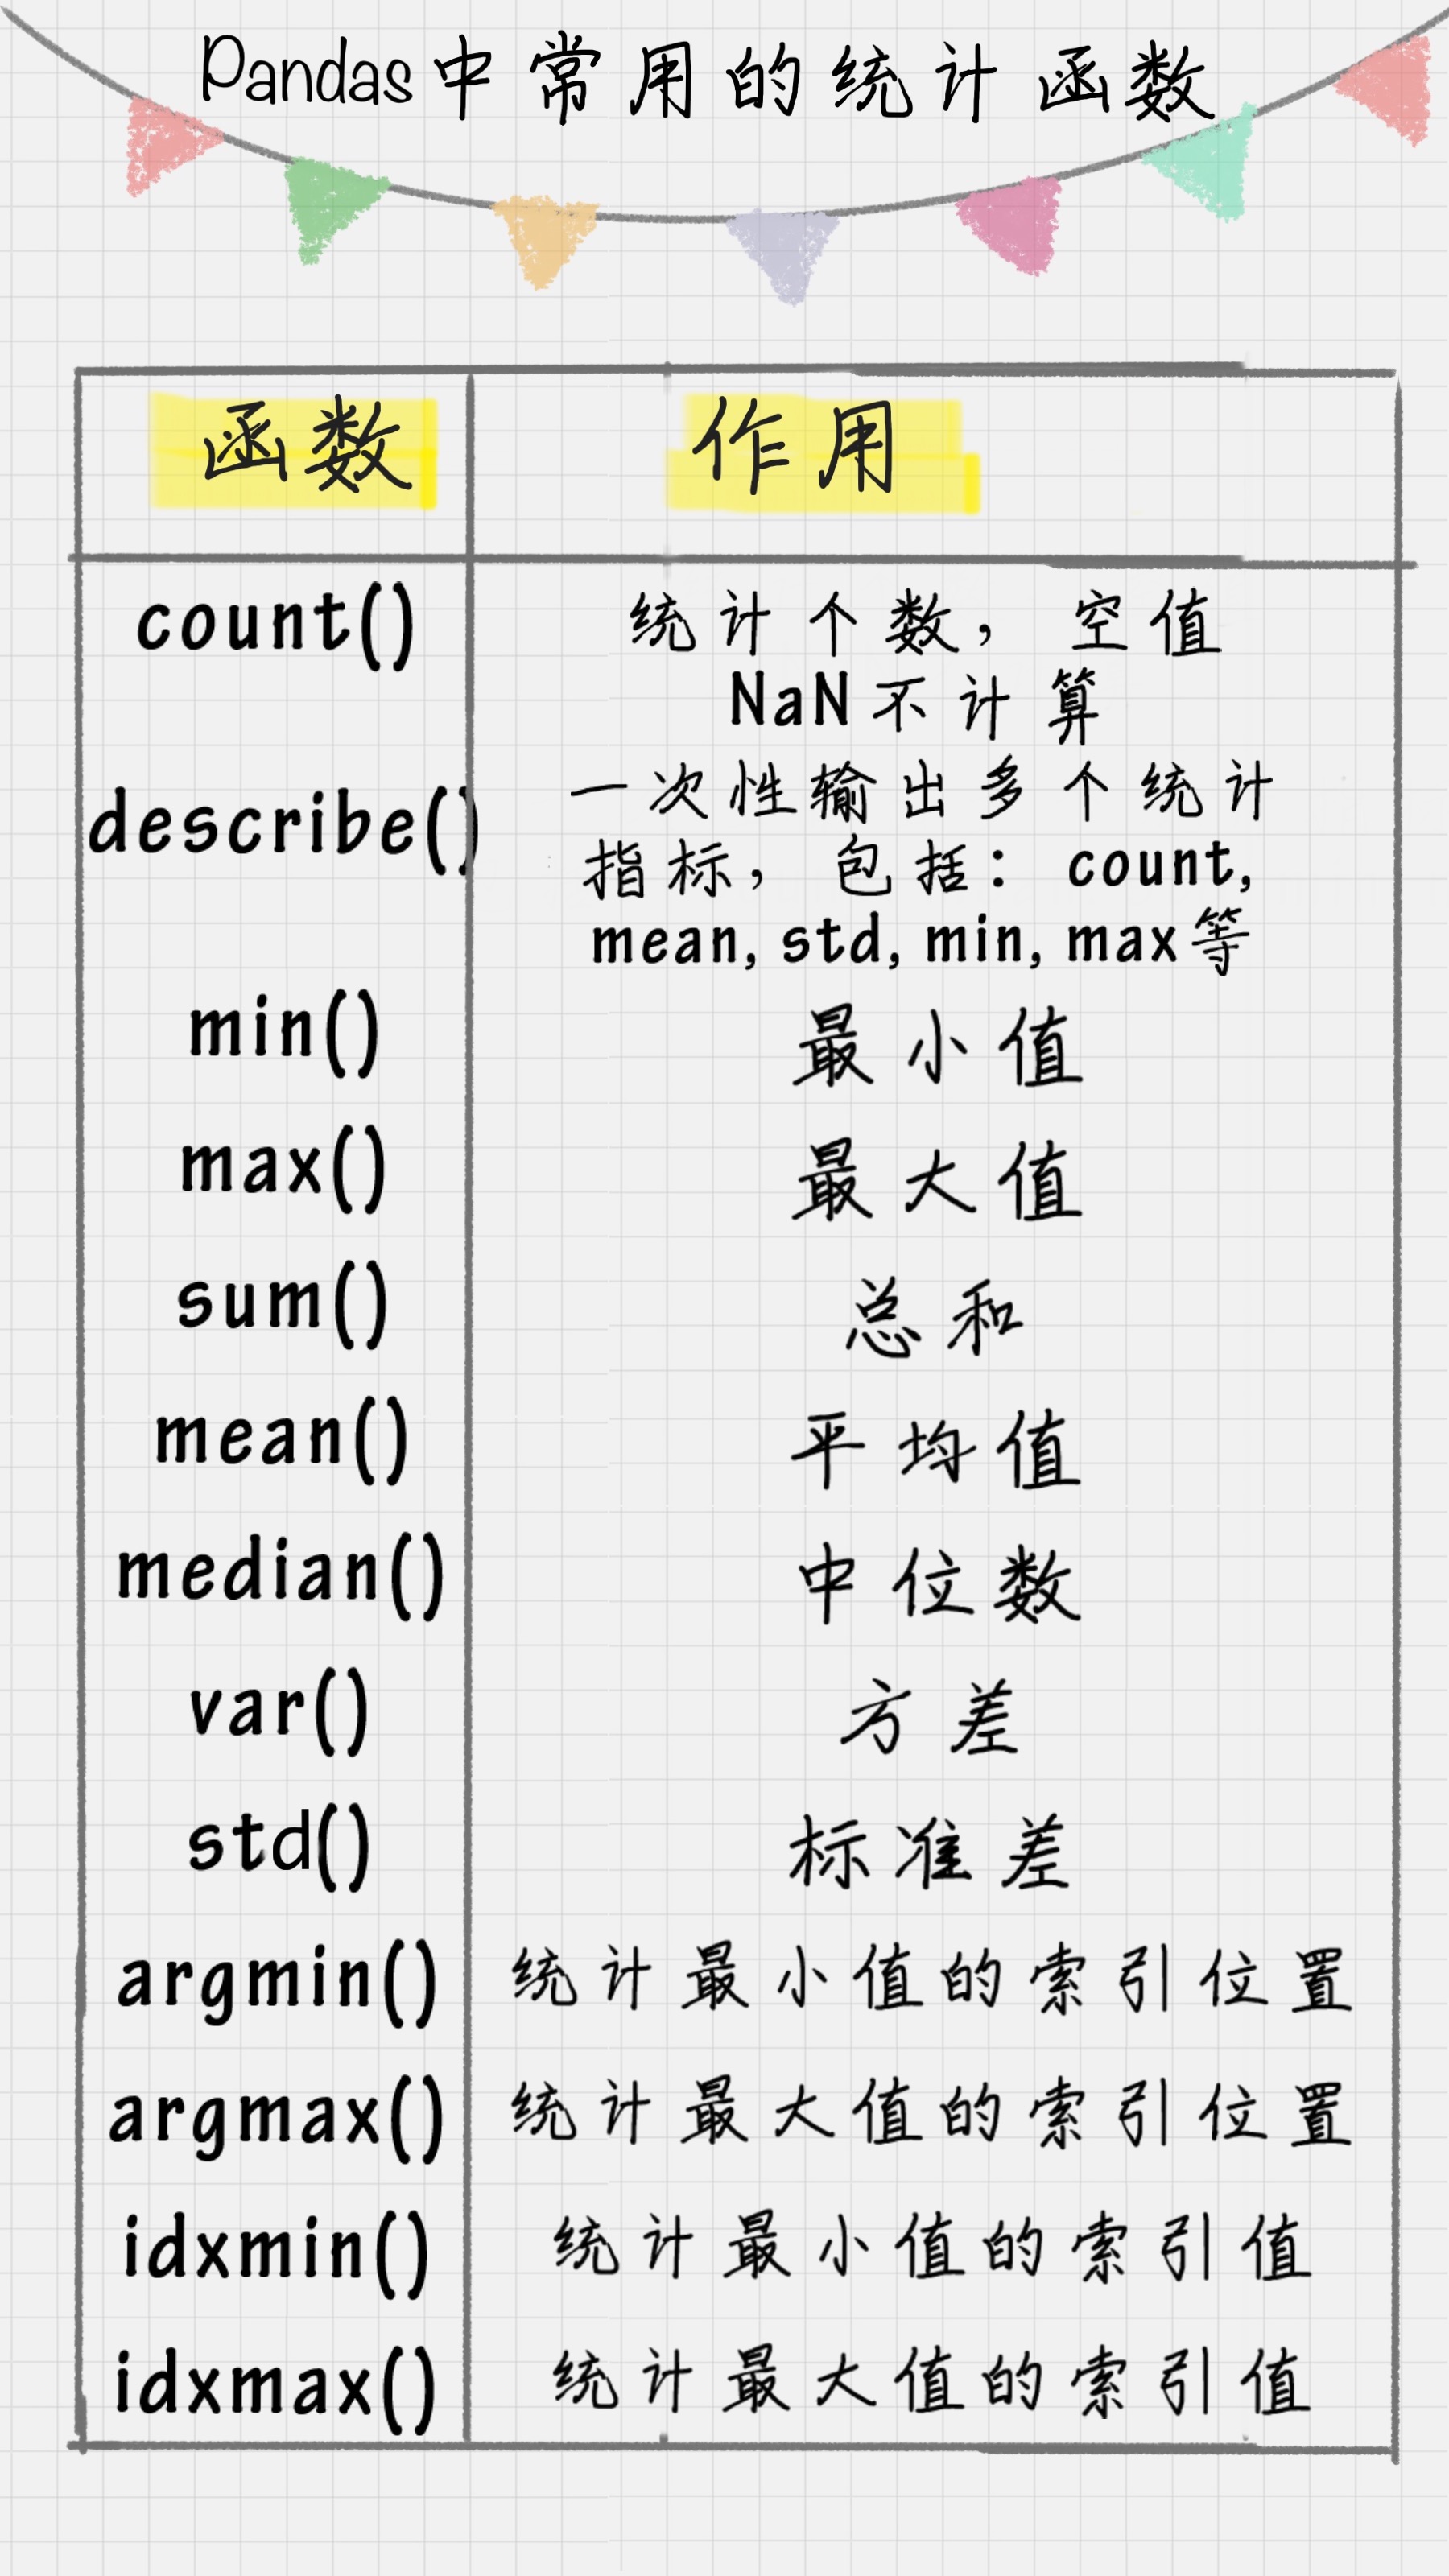 Pandas中常用的统计函数
函数 作用
count() 统计个数，空值
NaN不计算
describe() 一次性输出多个统计
指标，包括：count,
mean, std, min, max等
min() 最小值
max() 最大值
sum() 总和
mean() 平均值
median() 中位数
var() 方差
std() 标准差
argmin() 统计最小值的索引位置
argmax() 统计最大值的索引位置
idxmin() 统计最小值的索引值
idxmax() 统计最大值的索引值